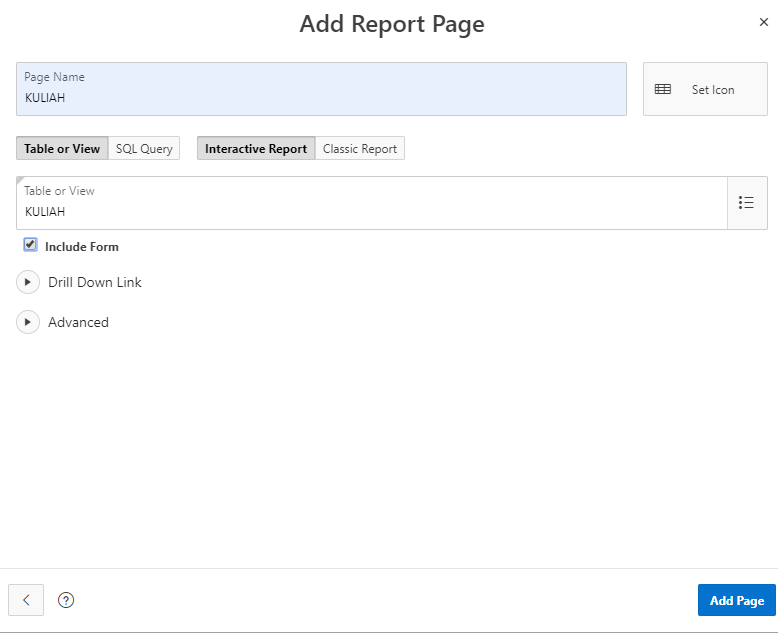 Add Report Page
Page Name
KULIAH
Set Icon
Table or View
SQL Query
Interactive Report
Classic Report
Table or View
KULIAH
Include Form
Drill Down Link
Advanced
Add Page